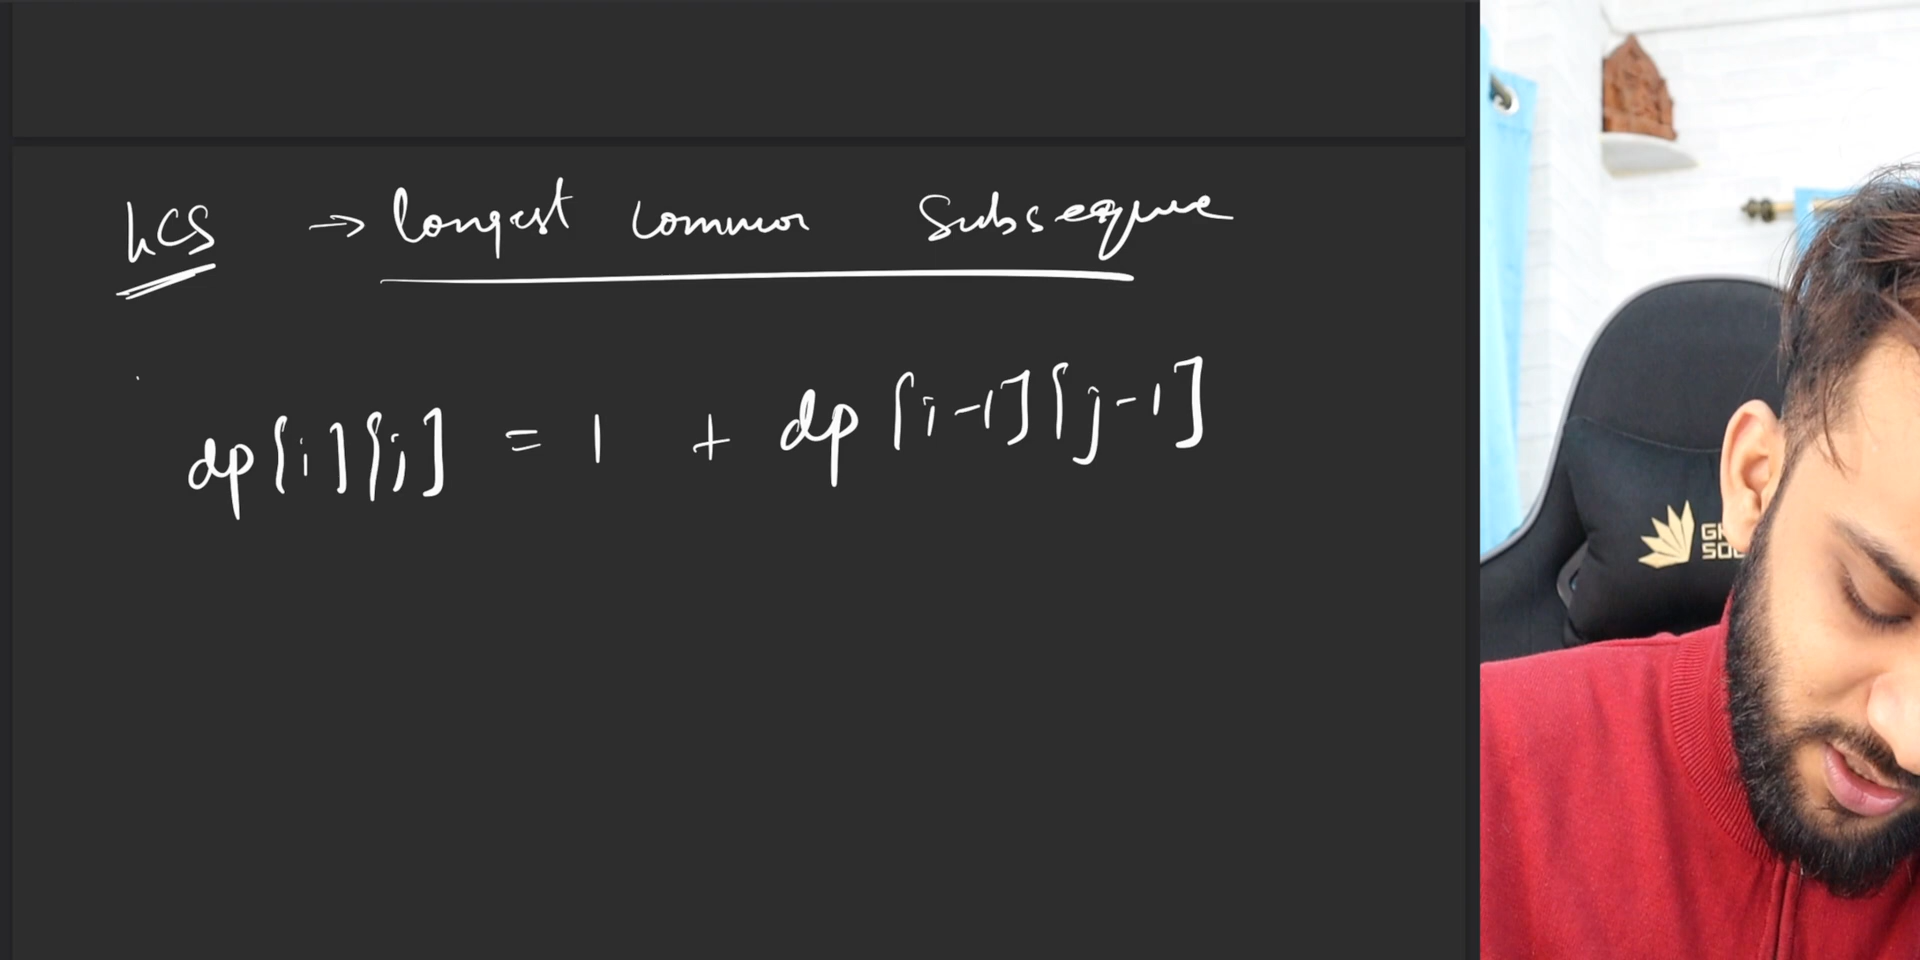 LCS → longest common Subsequence
dp[i][j] = 1 + dp[i-1][j-1]